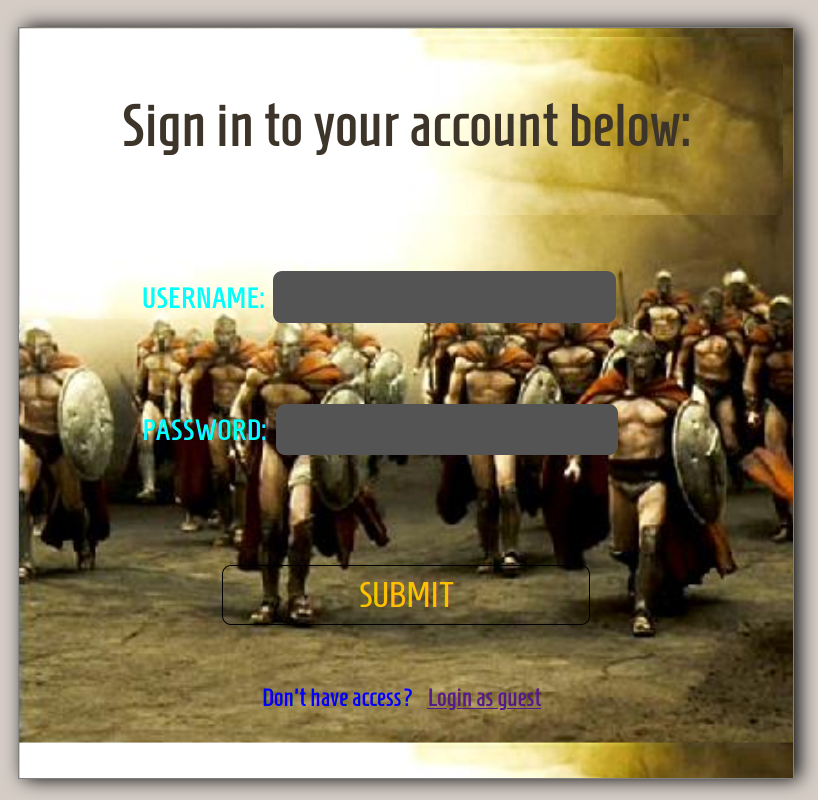 Sign in to your account below:
USERNAME:
PASSWORD:
SUBMIT
Don't have access? Login as guest